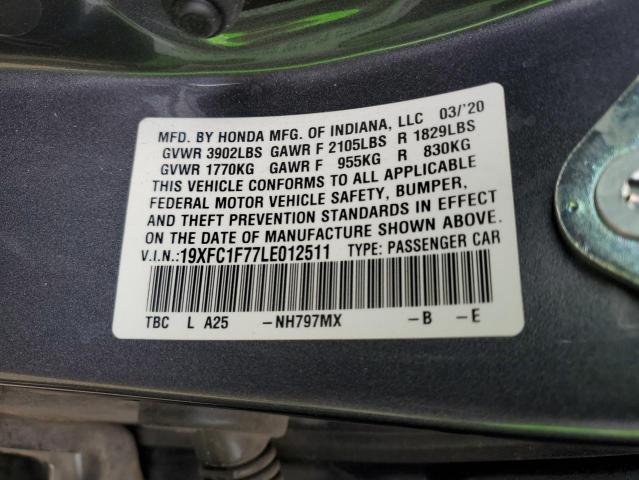 MFD. BY HONDA MFG. OF INDIANA, LLC 03/'20
GVWR 3902LBS GAWR F 2105LBS R 1829LBS
GVWR 1770KG GAWR F 955KG R 830KG
THIS VEHICLE CONFORMS TO ALL APPLICABLE
FEDERAL MOTOR VEHICLE SAFETY, BUMPER,
AND THEFT PREVENTION STANDARDS IN EFFECT
ON THE DATE OF MANUFACTURE SHOWN ABOVE.
V.I.N.:19XFC1F77LE012511 TYPE: PASSENGER CAR
TBC L A25 -NH797MX -B -E